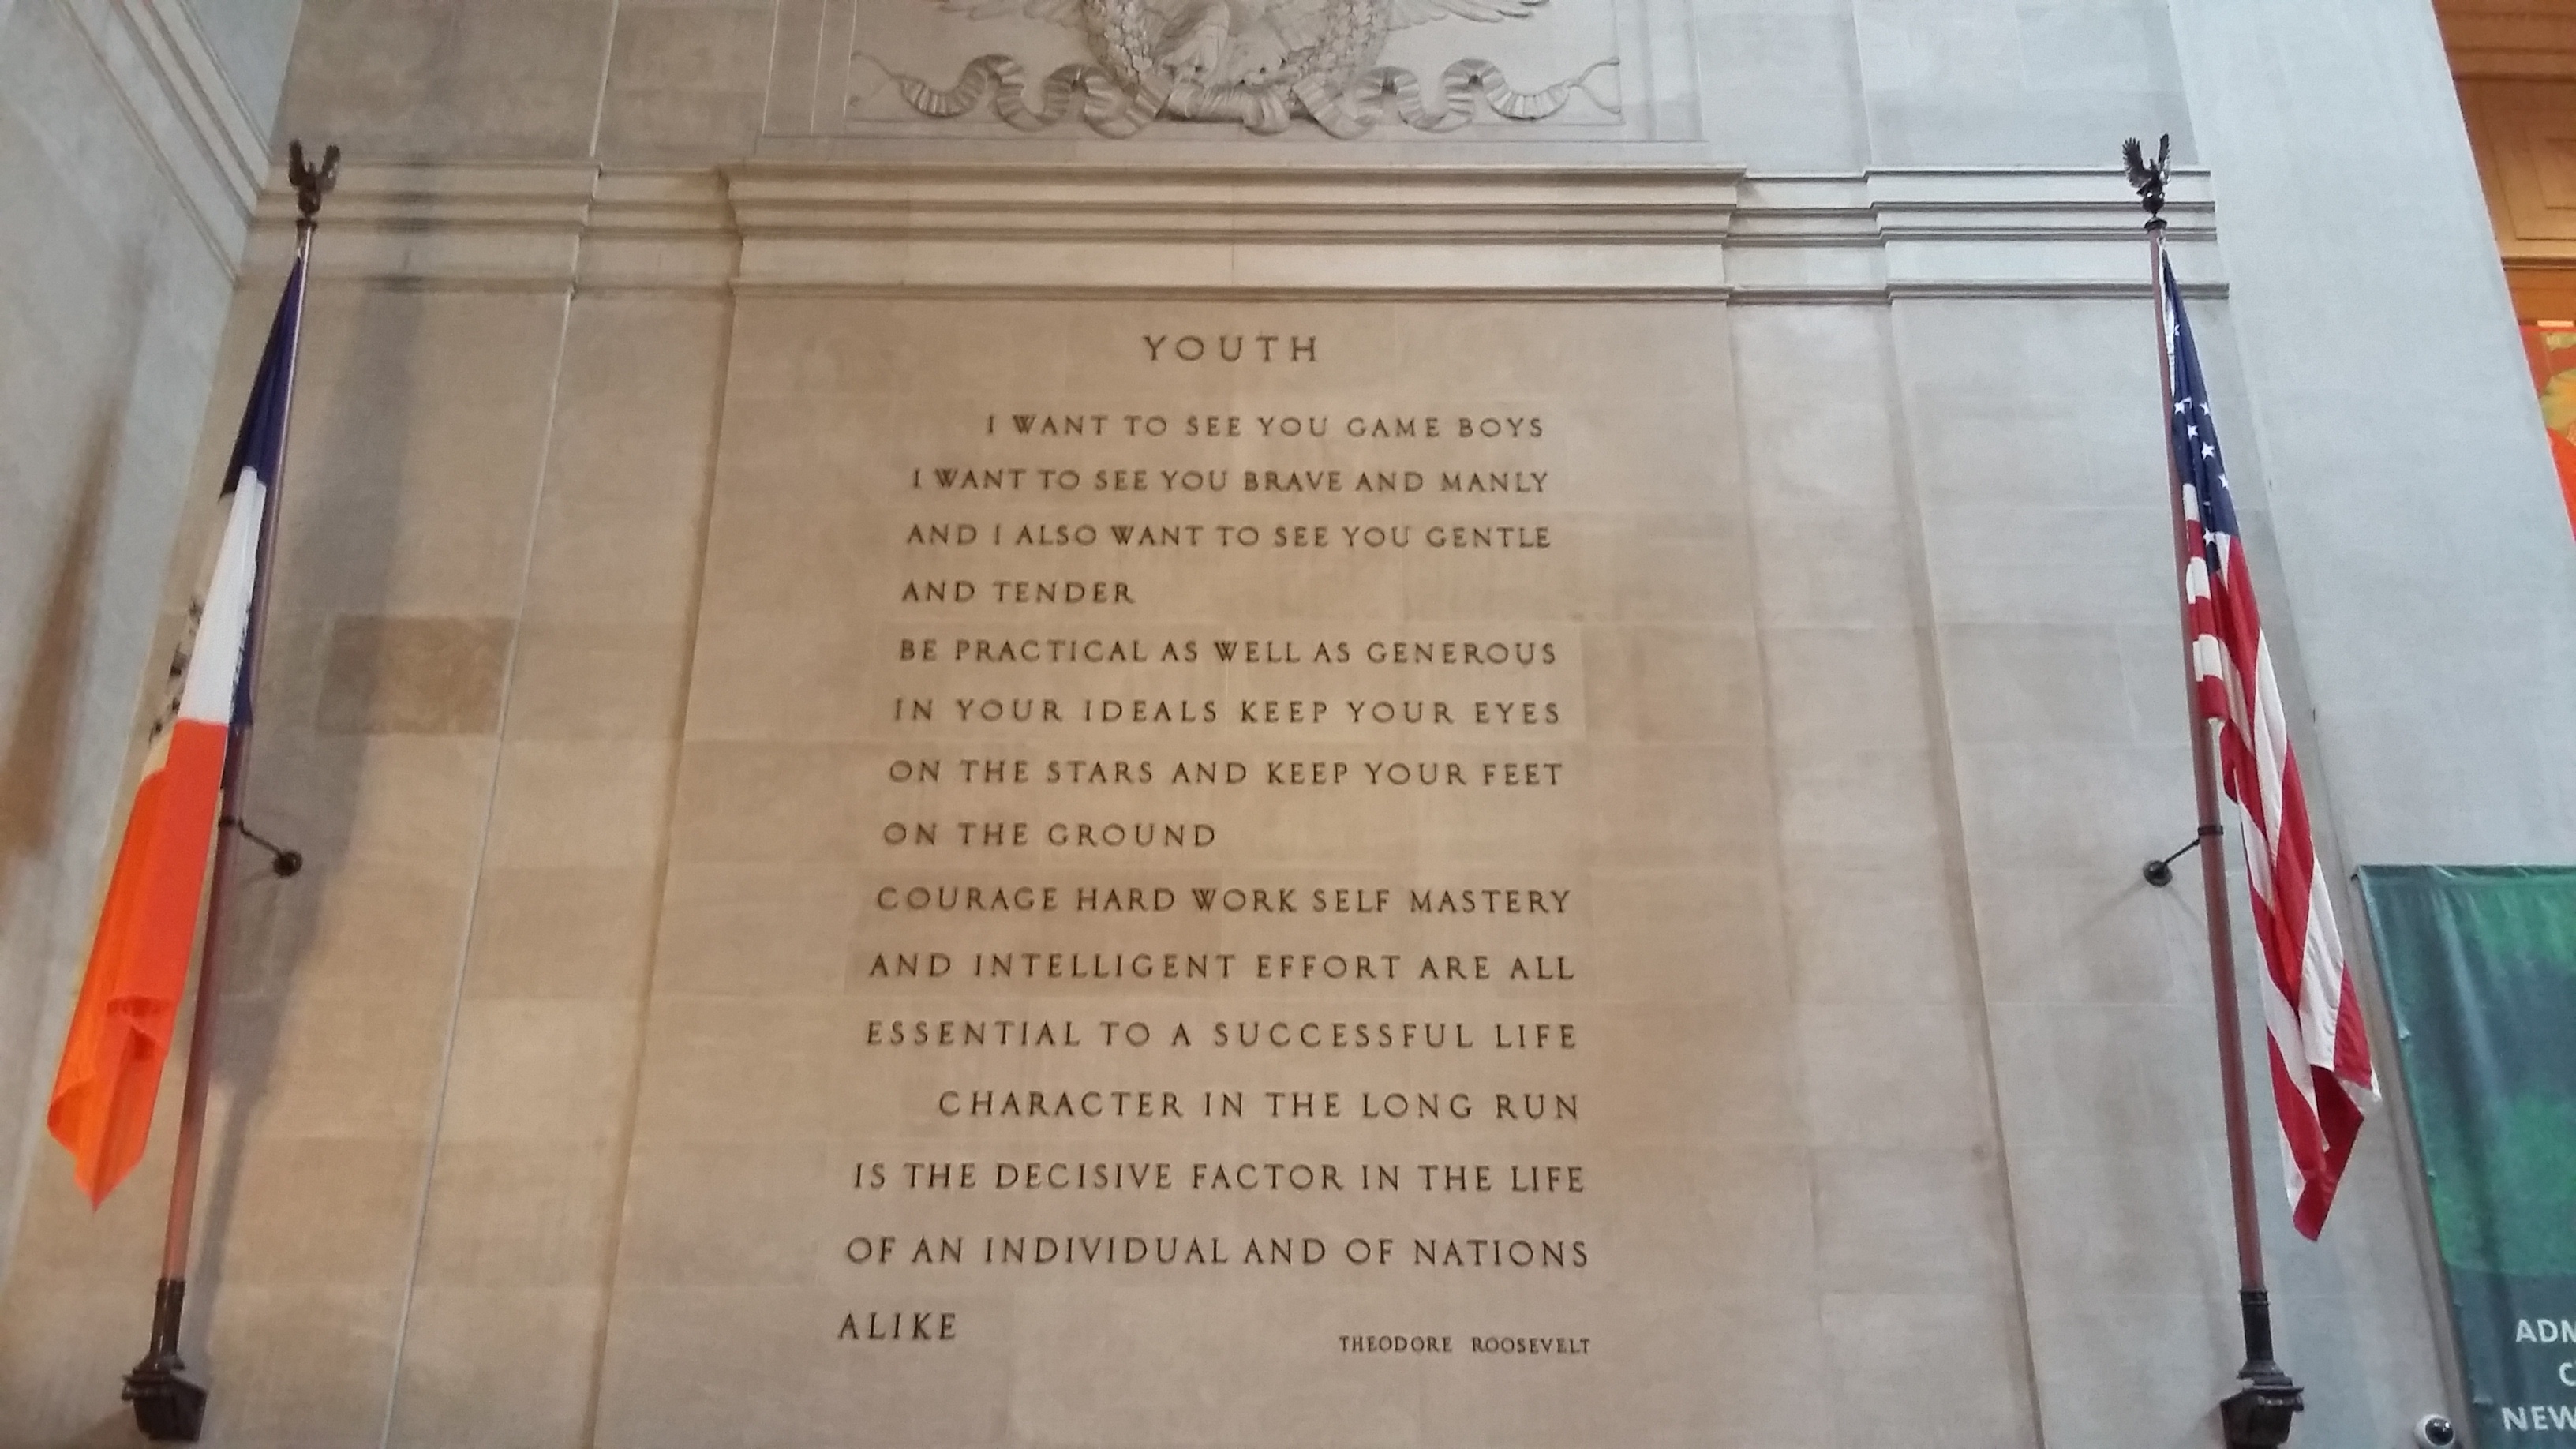 YOUTH
I WANT TO SEE YOU GAME BOYS
I WANT TO SEE YOU BRAVE AND MANLY
AND I ALSO WANT TO SEE YOU GENTLE
AND TENDER
BE PRACTICAL AS WELL AS GENEROUS
IN YOUR IDEALS KEEP YOUR EYES
ON THE STARS AND KEEP YOUR FEET
ON THE GROUND
COURAGE HARD WORK SELF MASTERY
AND INTELLIGENT EFFORT ARE ALL
ESSENTIAL TO A SUCCESSFUL LIFE
CHARACTER IN THE LONG RUN
IS THE DECISIVE FACTOR IN THE LIFE
OF AN INDIVIDUAL AND OF NATIONS
ALIKE
THEODORE ROOSEVELT
NEW